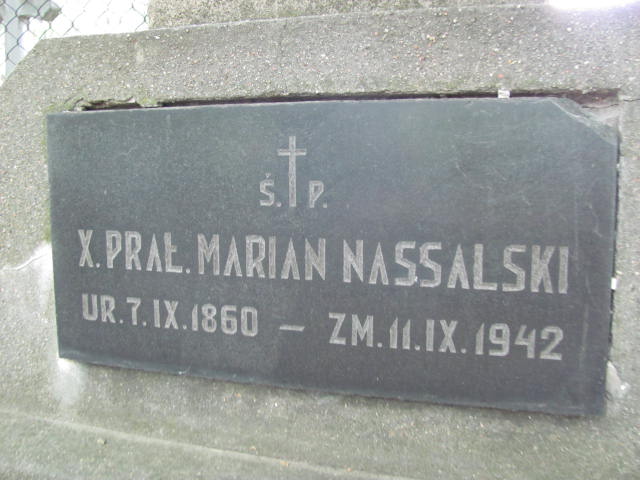 Ś. P.
X. PRAŁ. MARIAN NASSALSKI
UR. 7. IX. 1860 – ZM. 11. IX. 1942